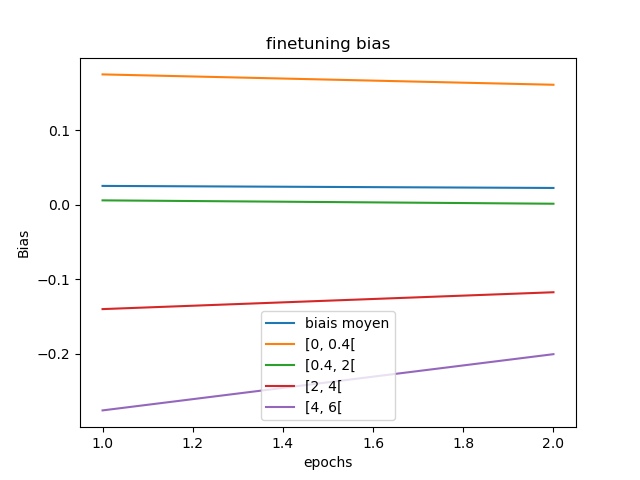 finetuning bias
Bias
0.1
0.0
−0.1
−0.2
biais moyen
[0, 0.4[
[0.4, 2[
[2, 4[
[4, 6[
1.0 1.2 1.4 1.6 1.8 2.0
epochs